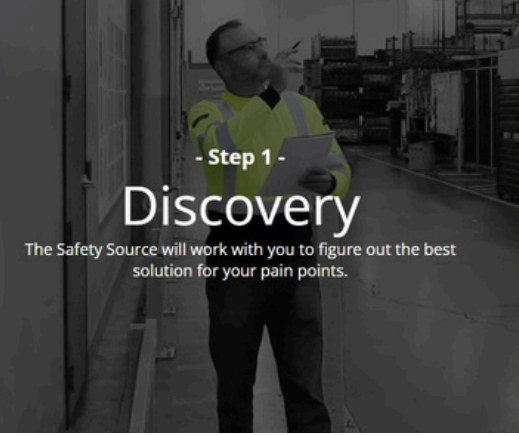 - Step 1 -
Discovery
The Safety Source will work with you to figure out the best
solution for your pain points.